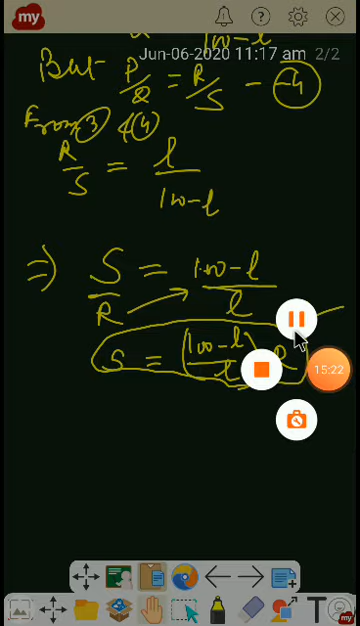 my
l
100-l
Jun-06-2020 11:17 am 2/2
But P/Q = R/S - 4
From 3 & 4
R/S = l/100-l
⇒ S/R = 100-l/l
S = (100-l/l) R
15:22
T
my